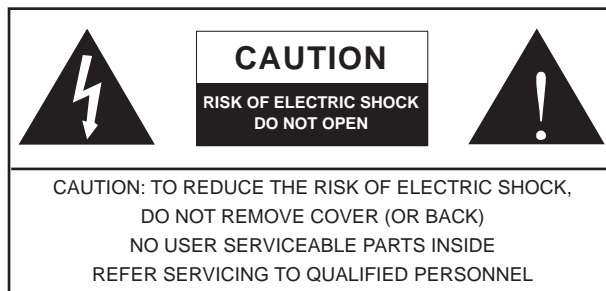 CAUTION
RISK OF ELECTRIC SHOCK
DO NOT OPEN
!
CAUTION: TO REDUCE THE RISK OF ELECTRIC SHOCK,
DO NOT REMOVE COVER (OR BACK)
NO USER SERVICEABLE PARTS INSIDE
REFER SERVICING TO QUALIFIED PERSONNEL